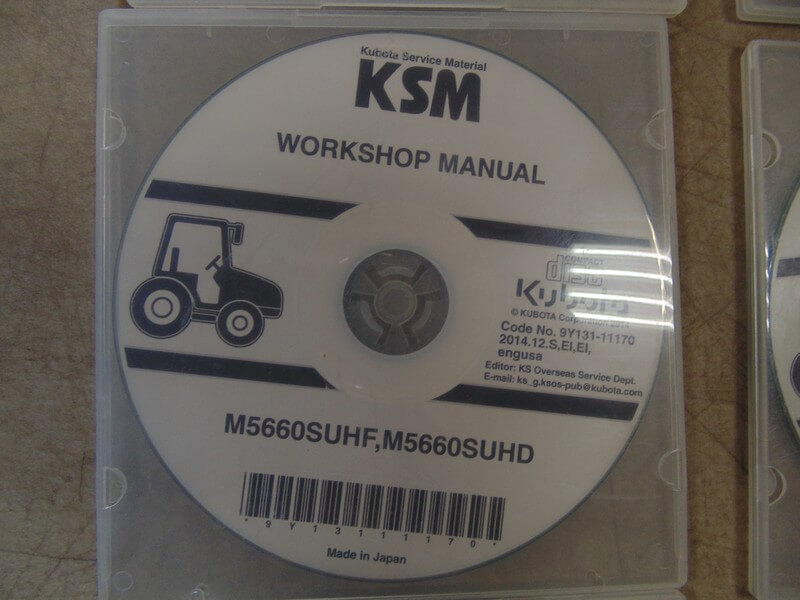 Kubota Service Material
KSM
WORKSHOP MANUAL
COMPACT
disc
Kubota
© KUBOTA Corporation 2014
Code No. 9Y131-11170
2014.12.S,EI,EI,
engusa
Editor: KS Overseas Service Dept.
E-mail: ks_g.ksos-pub@kubota.com
M5660SUHF,M5660SUHD
*9Y13111170*
Made in Japan